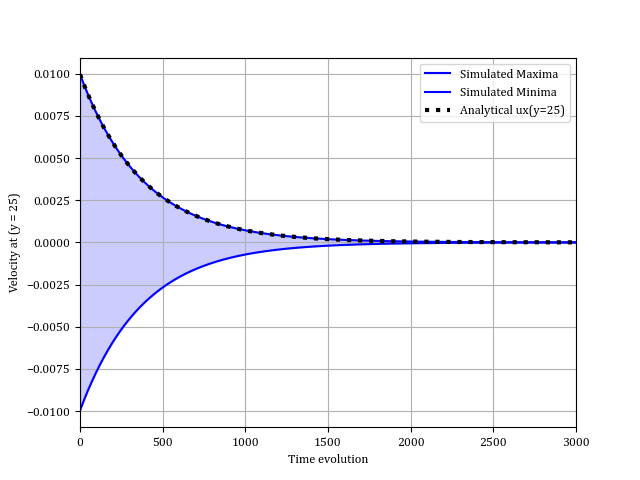 Simulated Maxima
Simulated Minima
Analytical ux(y=25)
0.0100
0.0075
0.0050
0.0025
0.0000
−0.0025
−0.0050
−0.0075
−0.0100
Velocity at (y = 25)
0 500 1000 1500 2000 2500 3000
Time evolution